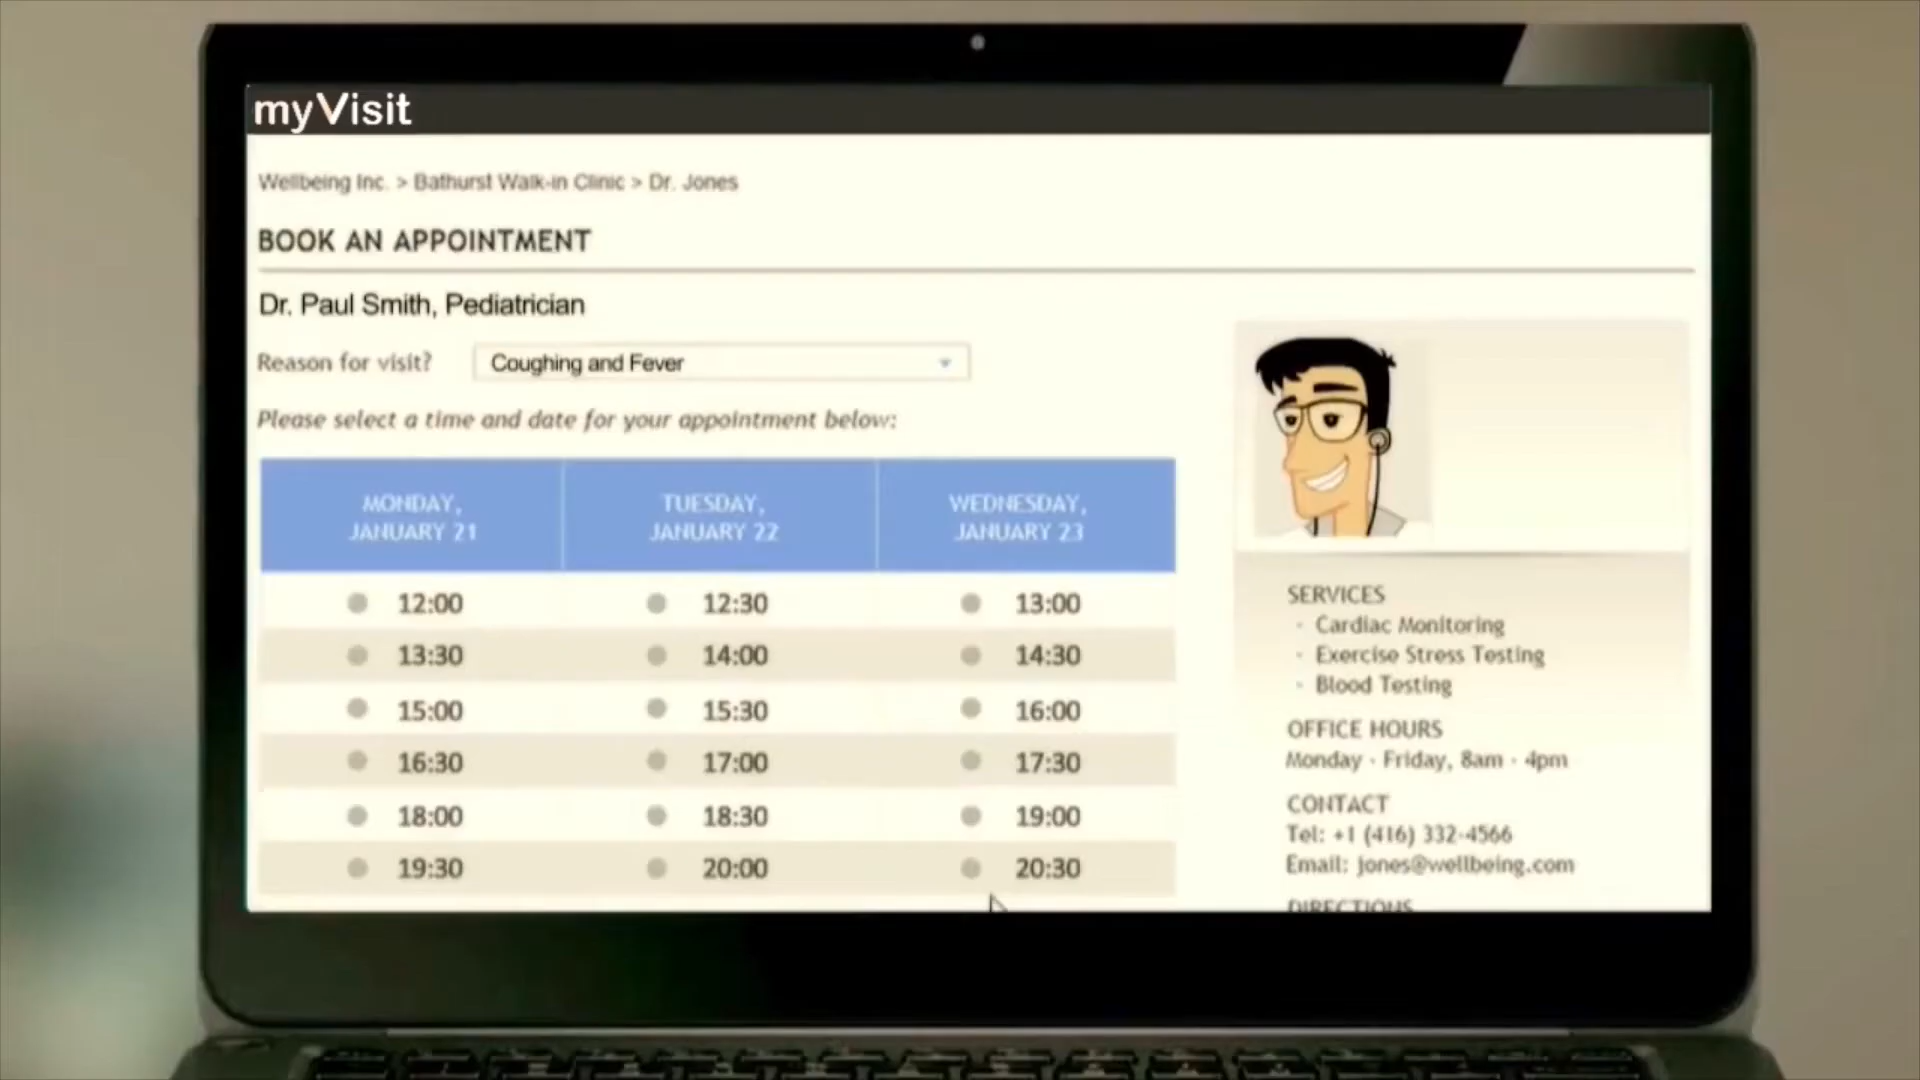 myVisit
Wellbeing Inc. > Bathurst Walk-in Clinic > Dr. Jones
BOOK AN APPOINTMENT
Dr. Paul Smith, Pediatrician
Reason for visit? Coughing and Fever
Please select a time and date for your appointment below:
MONDAY, TUESDAY, WEDNESDAY,
JANUARY 21 JANUARY 22 JANUARY 23
12:00 12:30 13:00
13:30 14:00 14:30
15:00 15:30 16:00
16:30 17:00 17:30
18:00 18:30 19:00
19:30 20:00 20:30
SERVICES
· Cardiac Monitoring
· Exercise Stress Testing
· Blood Testing
OFFICE HOURS
Monday - Friday, 8am - 4pm
CONTACT
Tel: +1 (416) 332-4566
Email: jones@wellbeing.com
DIRECTIONS